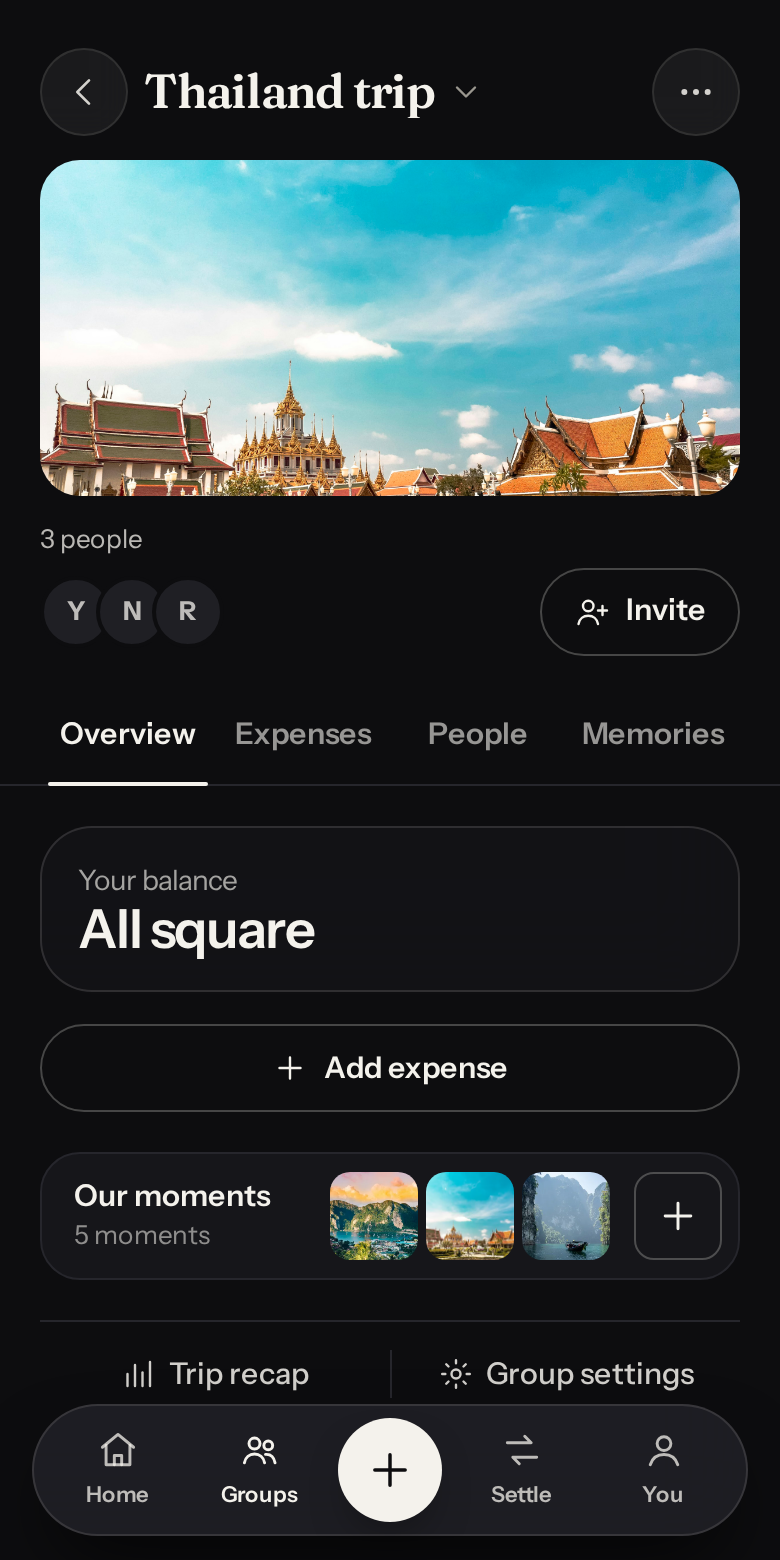 Thailand trip
3 people
Y N R
Invite
Overview Expenses People Memories
Your balance
All square
Add expense
Our moments
5 moments
Trip recap Group settings
Home Groups Settle You